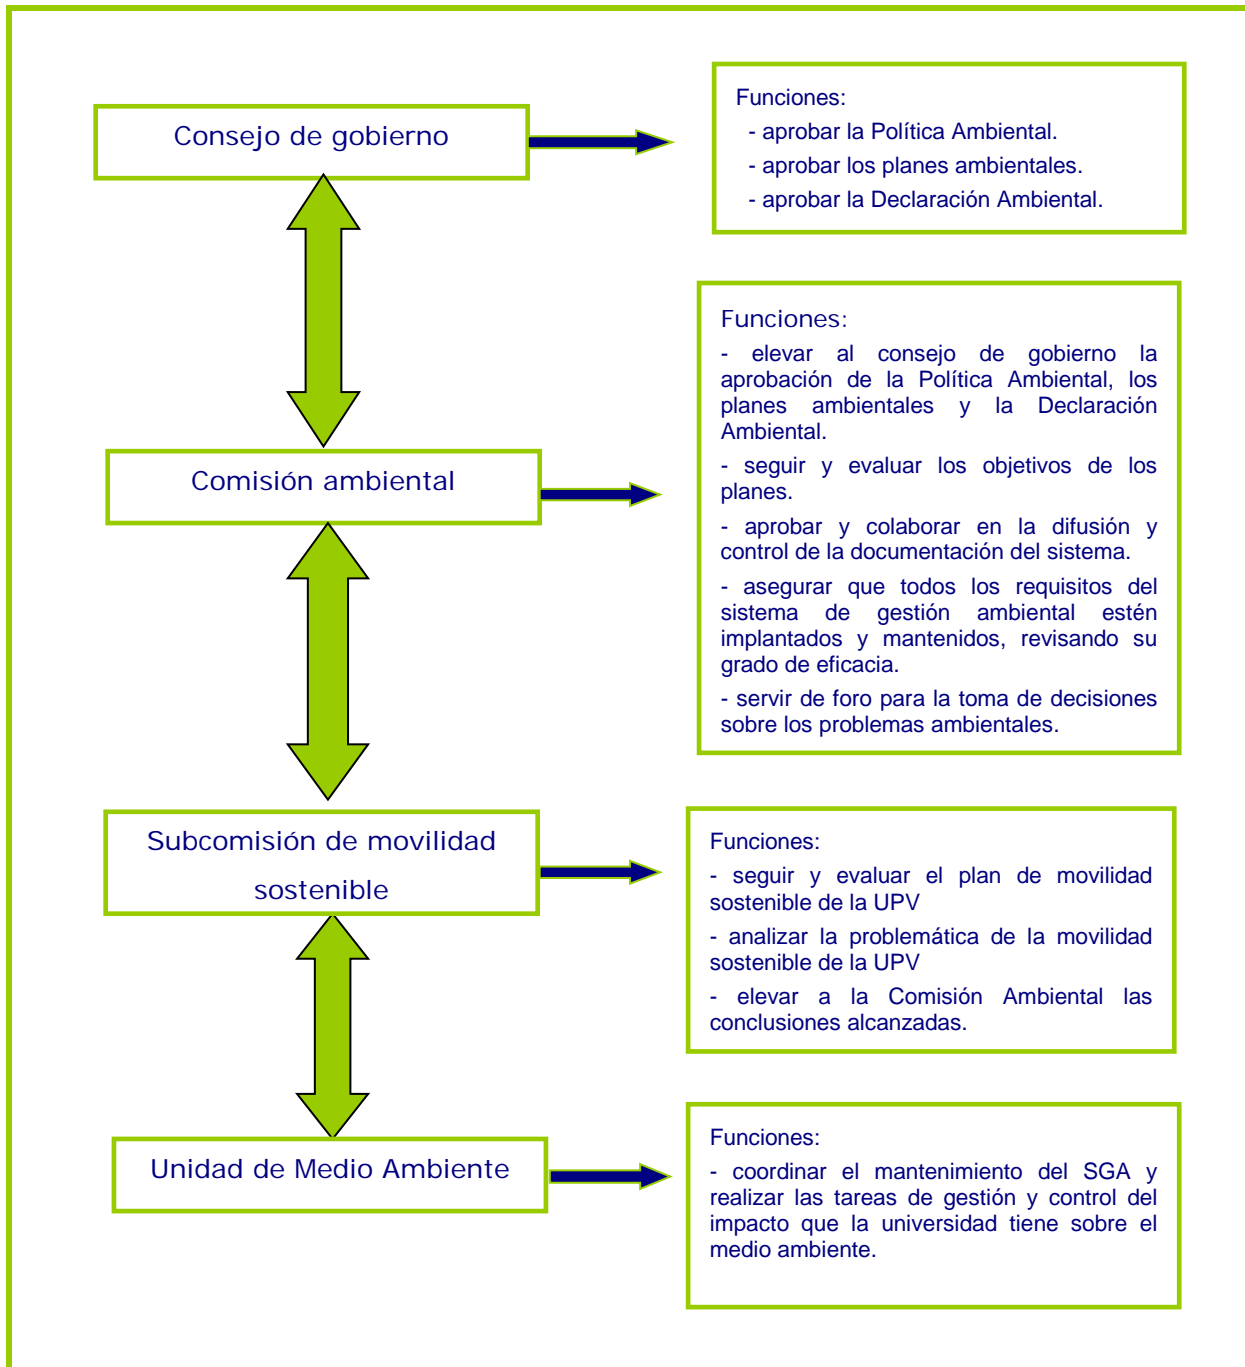 Consejo de gobierno
Funciones:
- aprobar la Política Ambiental.
- aprobar los planes ambientales.
- aprobar la Declaración Ambiental.
Comisión ambiental
Funciones:
- elevar al consejo de gobierno la
aprobación de la Política Ambiental, los
planes ambientales y la Declaración
Ambiental.
- seguir y evaluar los objetivos de los
planes.
- aprobar y colaborar en la difusión y
control de la documentación del sistema.
- asegurar que todos los requisitos del
sistema de gestión ambiental estén
implantados y mantenidos, revisando su
grado de eficacia.
- servir de foro para la toma de decisiones
sobre los problemas ambientales.
Subcomisión de movilidad
sostenible
Funciones:
- seguir y evaluar el plan de movilidad
sostenible de la UPV
- analizar la problemática de la movilidad
sostenible de la UPV
- elevar a la Comisión Ambiental las
conclusiones alcanzadas.
Unidad de Medio Ambiente
Funciones:
- coordinar el mantenimiento del SGA y
realizar las tareas de gestión y control del
impacto que la universidad tiene sobre el
medio ambiente.